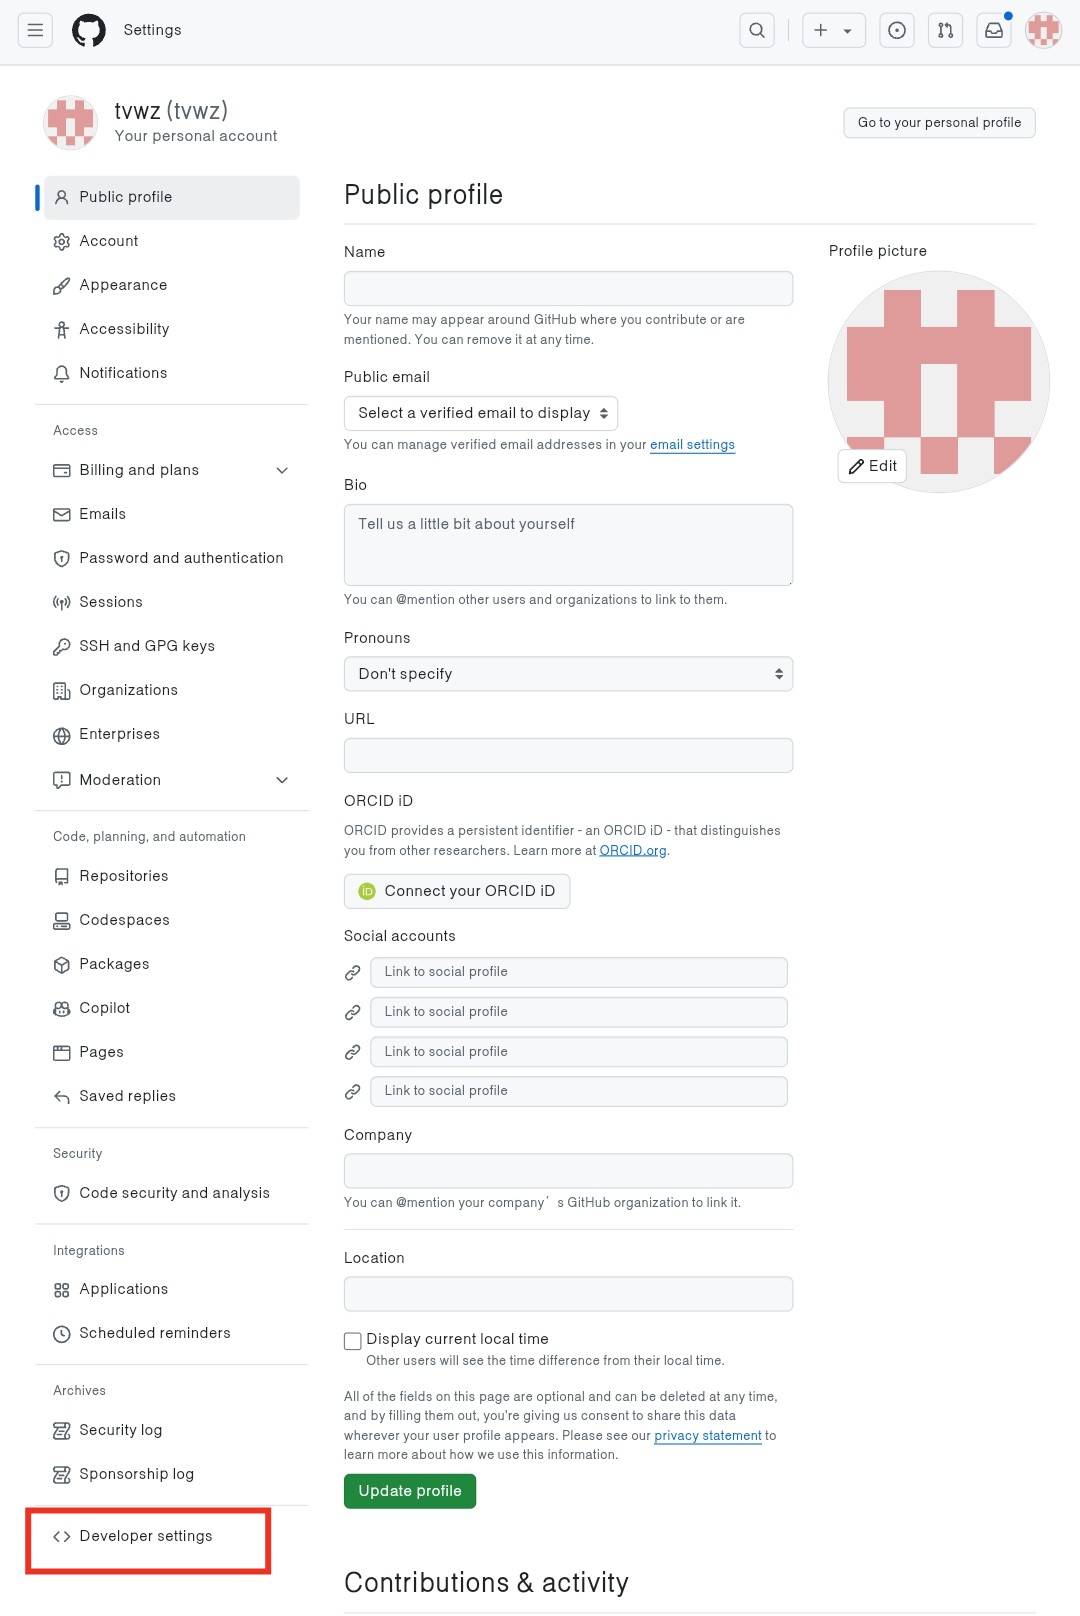 Settings
tvwz (tvwz)
Your personal account
Go to your personal profile
Public profile
Account
Appearance
Accessibility
Notifications
Access
Billing and plans
Emails
Password and authentication
Sessions
SSH and GPG keys
Organizations
Enterprises
Moderation
Code, planning, and automation
Repositories
Codespaces
Packages
Copilot
Pages
Saved replies
Security
Code security and analysis
Integrations
Applications
Scheduled reminders
Archives
Security log
Sponsorship log
Developer settings
Public profile
Name
Your name may appear around GitHub where you contribute or are
mentioned. You can remove it at any time.
Public email
Select a verified email to display
You can manage verified email addresses in your email settings
Bio
Tell us a little bit about yourself
You can @mention other users and organizations to link to them.
Pronouns
Don't specify
URL
ORCID iD
ORCID provides a persistent identifier - an ORCID iD - that distinguishes
you from other researchers. Learn more at ORCID.org.
iD Connect your ORCID iD
Social accounts
Link to social profile
Link to social profile
Link to social profile
Link to social profile
Company
You can @mention your company′s GitHub organization to link it.
Location
Display current local time
Other users will see the time difference from their local time.
All of the fields on this page are optional and can be deleted at any time,
and by filling them out, you're giving us consent to share this data
wherever your user profile appears. Please see our privacy statement to
learn more about how we use this information.
Update profile
Profile picture
Edit
Contributions & activity